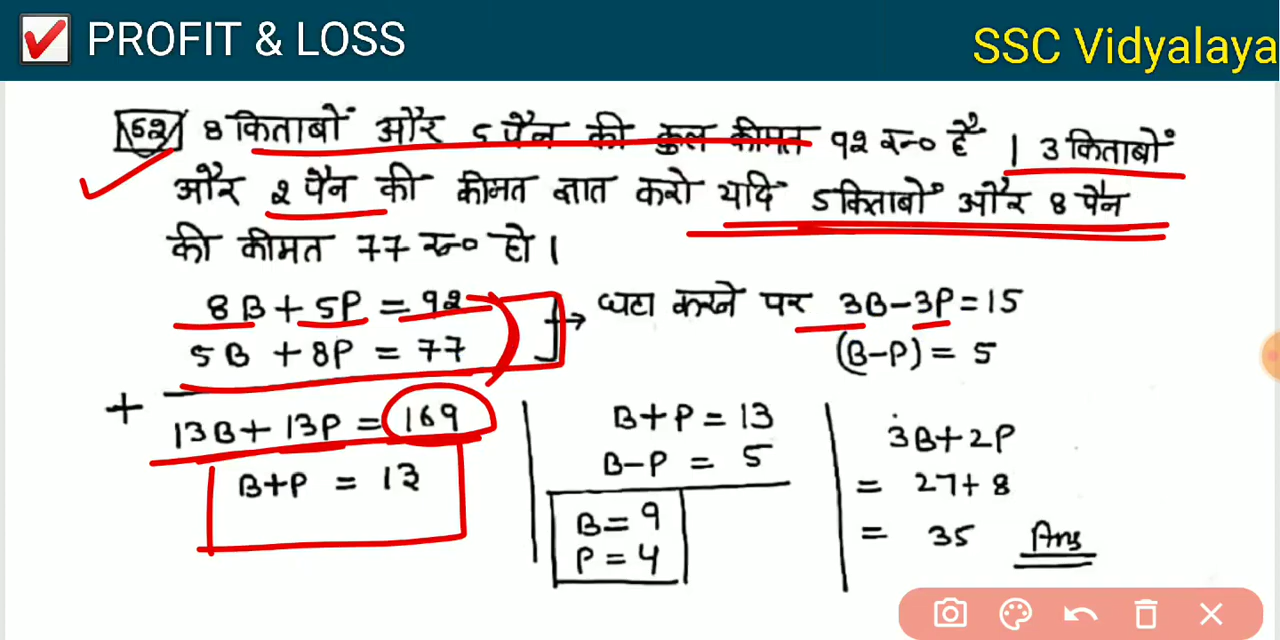 PROFIT & LOSS
SSC Vidyalaya
52 8 किताबों और 5 पैन की कुल कीमत ९२ रू० है | 3 किताबों
और 2 पैन की कीमत ज्ञात करो यदि 5 किताबों और 8 पैन
की कीमत 77 रू० हो |
8B + 5P = 92
5B + 8P = 77
+
13B + 13P = 169
B+P = 13
→ घटा करने पर 3B - 3P = 15
(B-P) = 5
B+P = 13
B-P = 5
B = 9
P = 4
3B+2P
= 27+8
= 35 Ans